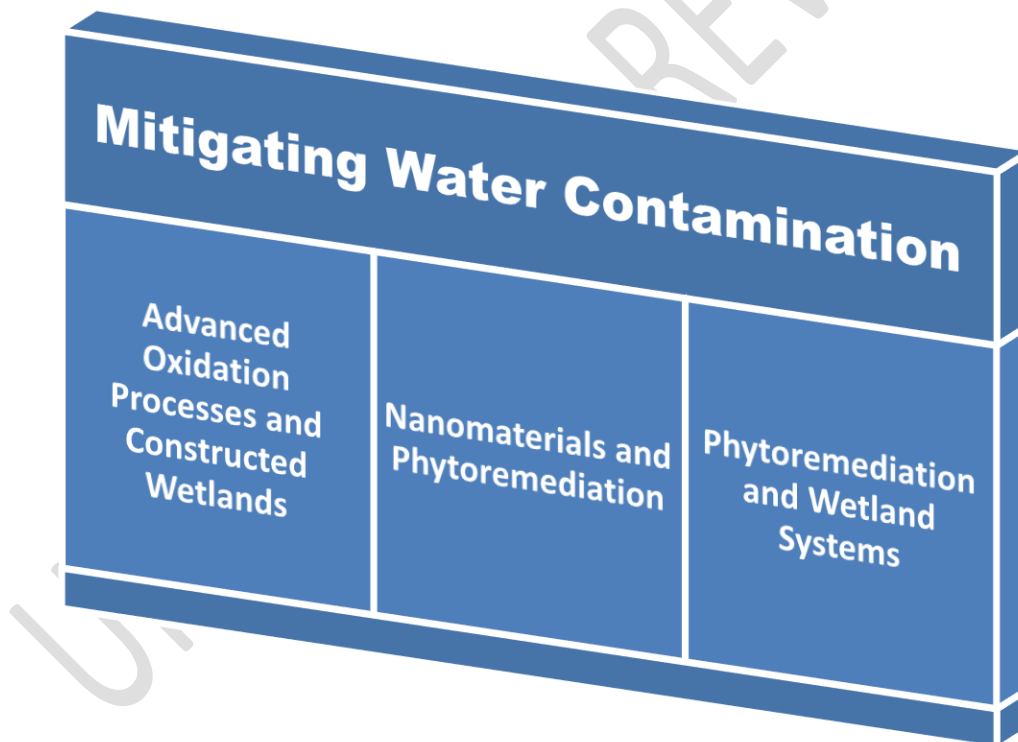 Mitigating Water Contamination
Advanced
Oxidation
Processes and
Constructed
Wetlands
Nanomaterials and
Phytoremediation
Phytoremediation
and Wetland
Systems